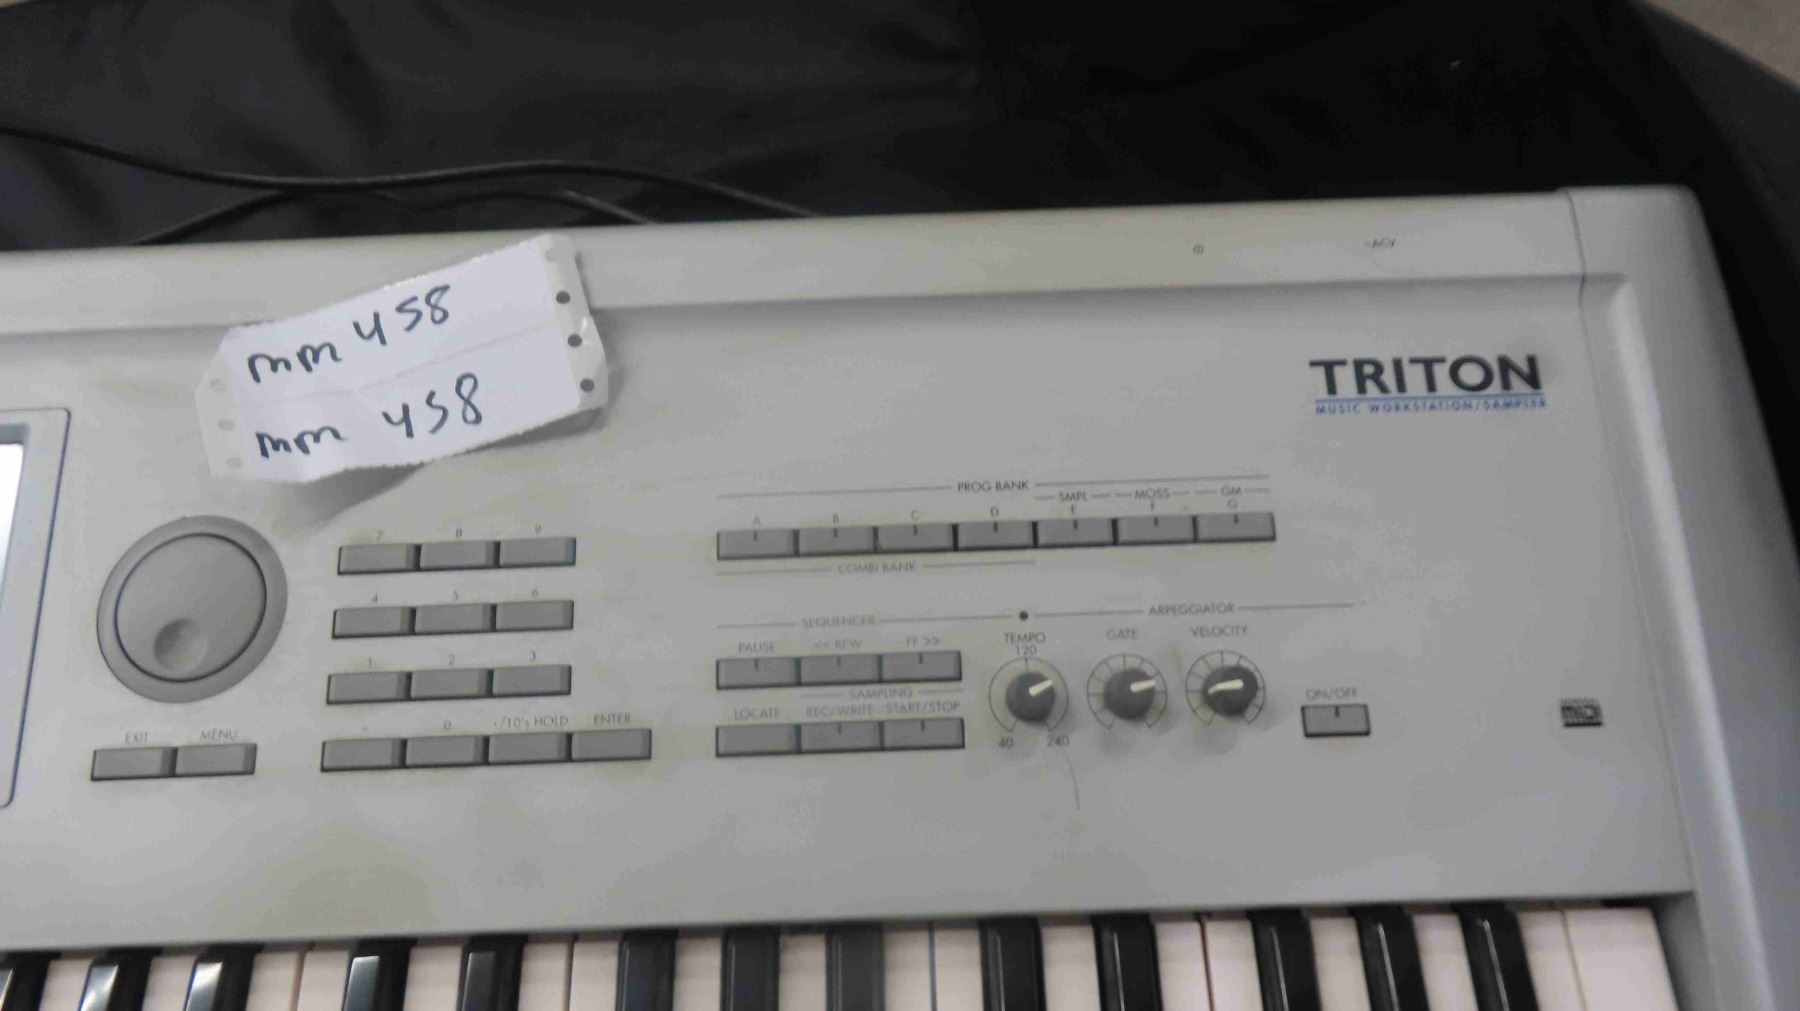 ~ACV
mm 458
mm 458
TRITON
MUSIC WORKSTATION/SAMPLER
PROG BANK
SMPL MOSS GM
A B C D E F G
COMBI BANK
7 8 9
4 5 6
1 2 3
- 0 ·/10's HOLD ENTER
EXIT MENU
SEQUENCER
ARPEGGIATOR
PAUSE << REW FF >>
SAMPLING
LOCATE REC/WRITE START/STOP
TEMPO GATE VELOCITY
120
40 240
ON/OFF